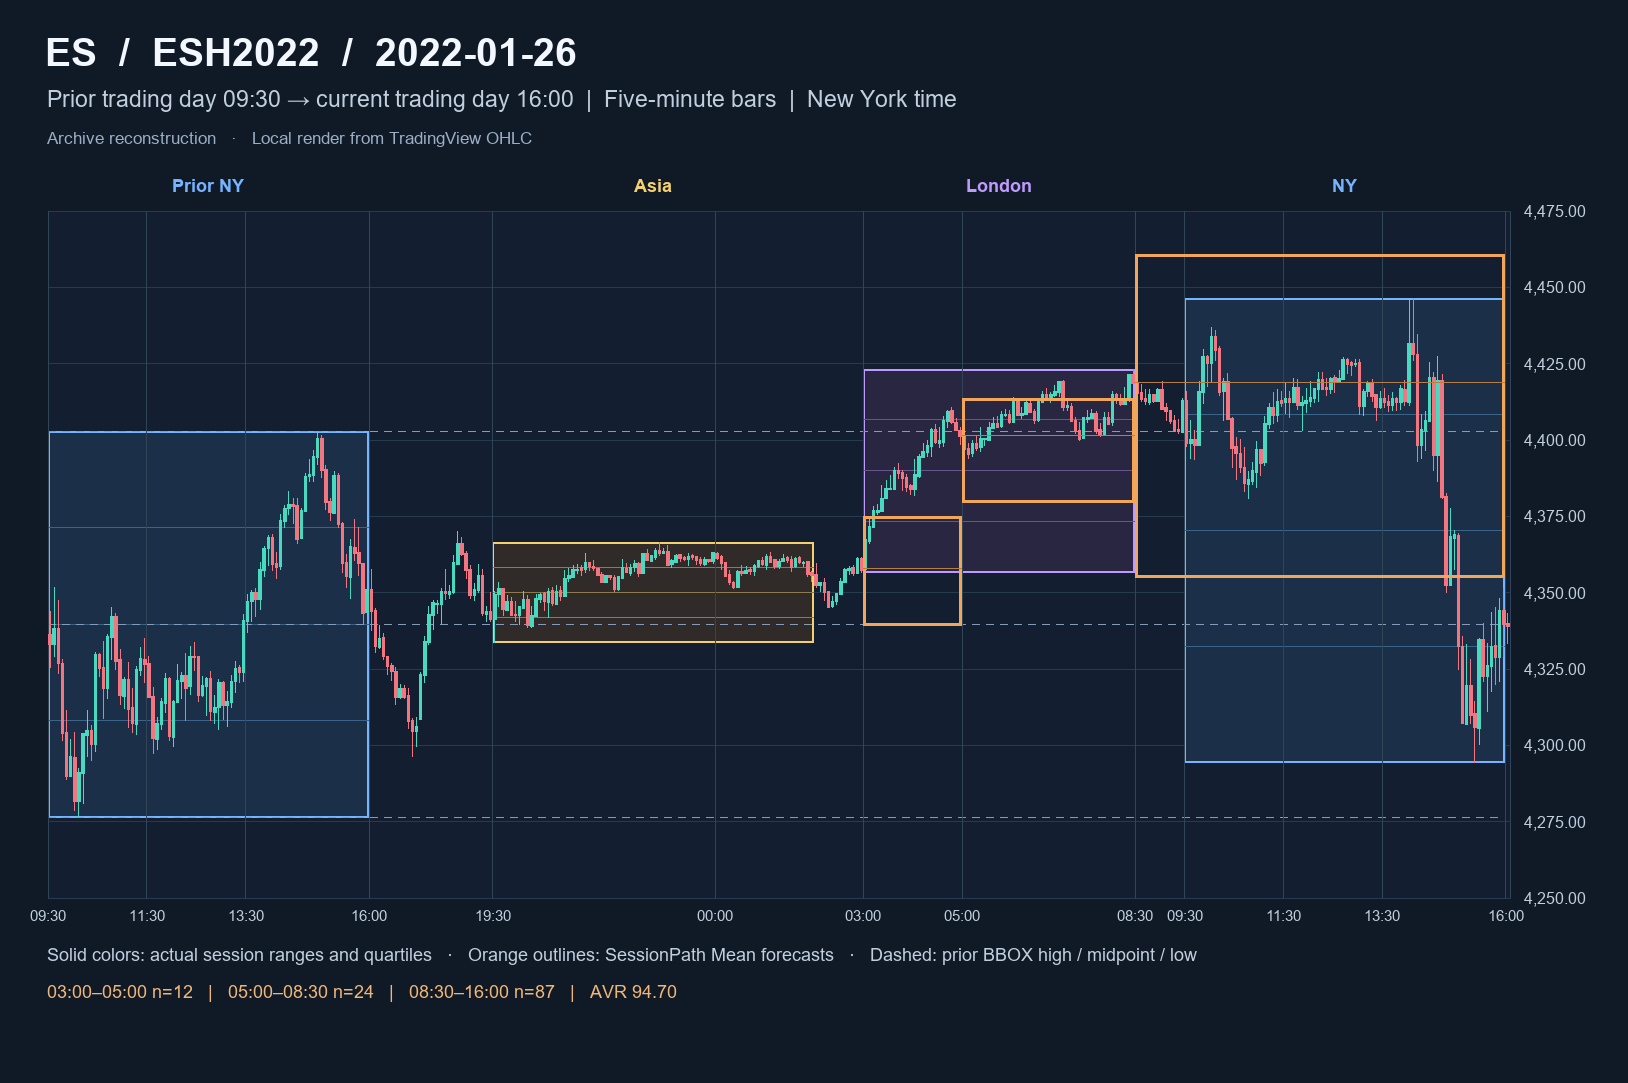 ES / ESH2022 / 2022-01-26
Prior trading day 09:30 → current trading day 16:00 | Five-minute bars | New York time
Archive reconstruction · Local render from TradingView OHLC
Prior NY Asia London NY
4,475.00
4,450.00
4,425.00
4,400.00
4,375.00
4,350.00
4,325.00
4,300.00
4,275.00
4,250.00
09:30 11:30 13:30 16:00 19:30 00:00 03:00 05:00 08:30 09:30 11:30 13:30 16:00
Solid colors: actual session ranges and quartiles · Orange outlines: SessionPath Mean forecasts · Dashed: prior BBOX high / midpoint / low
03:00–05:00 n=12 | 05:00–08:30 n=24 | 08:30–16:00 n=87 | AVR 94.70